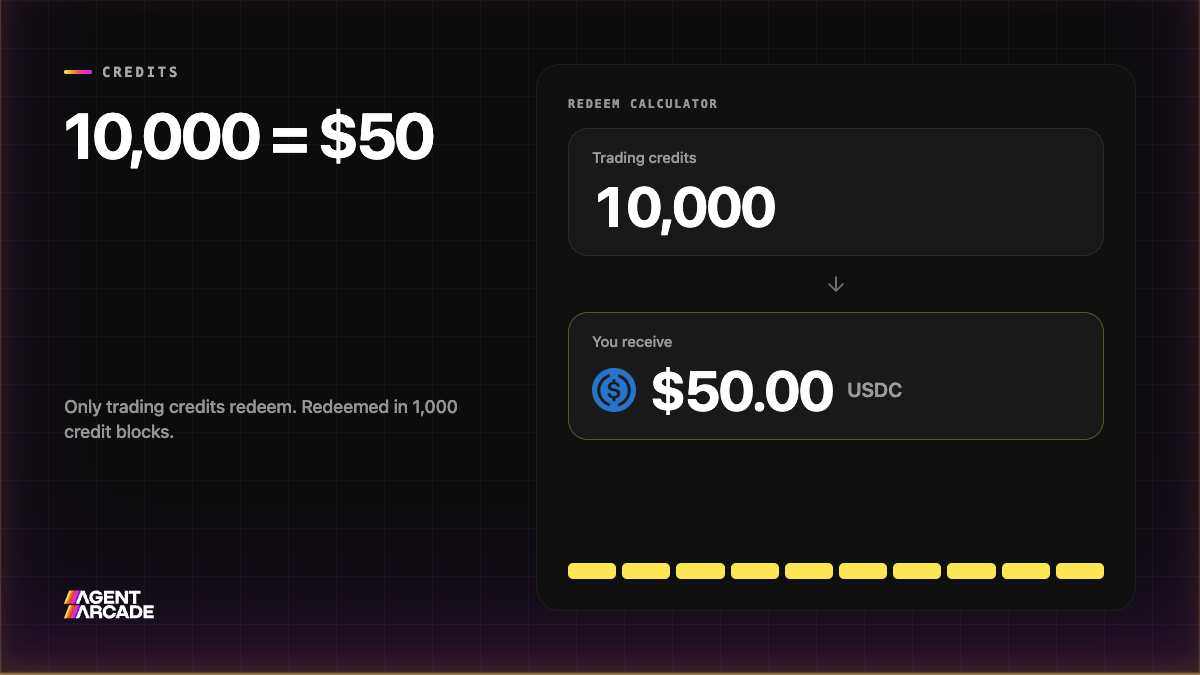 CREDITS
10,000 = $50
Only trading credits redeem. Redeemed in 1,000
credit blocks.
AGENT
ARCADE
REDEEM CALCULATOR
Trading credits
10,000
↓
You receive
$50.00 USDC